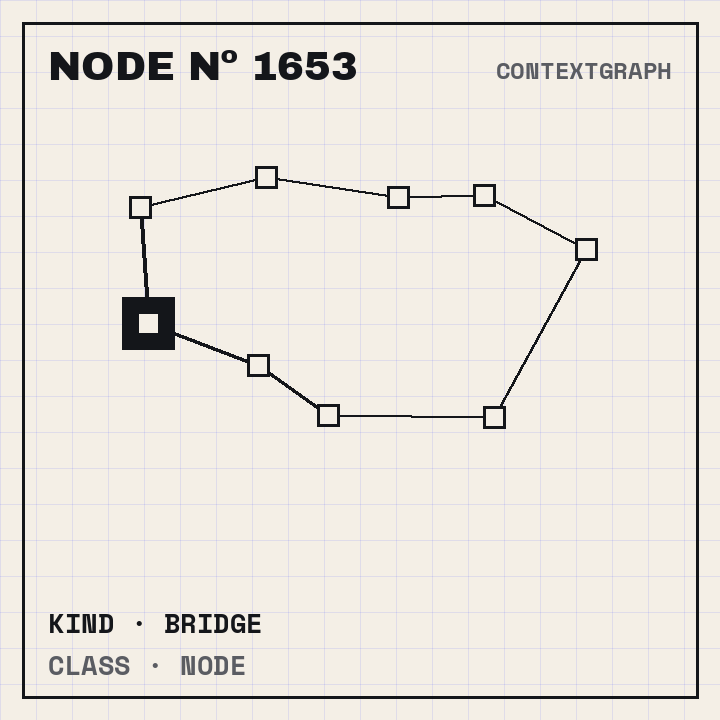 NODE Nº 1653
CONTEXTGRAPH
KIND · BRIDGE
CLASS · NODE